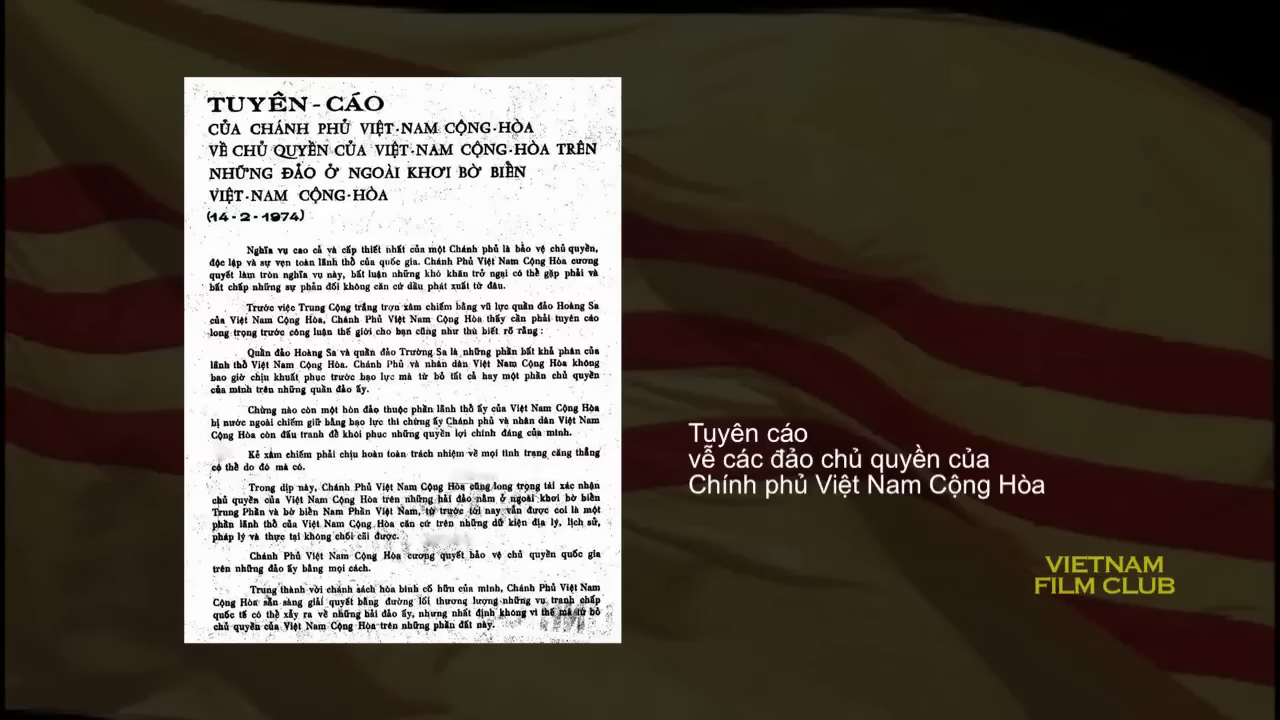 TUYÊN-CÁO
CỦA CHÁNH PHỦ VIỆT-NAM CỘNG-HÒA
VỀ CHỦ QUYỀN CỦA VIỆT-NAM CỘNG-HÒA TRÊN
NHỮNG ĐẢO Ở NGOÀI KHƠI BỜ BIỂN
VIỆT-NAM CỘNG-HÒA
(14-2-1974)
Nghĩa vụ cao cả và cấp thiết nhất của một Chánh phủ là bảo vệ chủ quyền,
độc lập và sự vẹn toàn lãnh thổ của quốc gia. Chánh Phủ Việt Nam Cộng Hòa cương
quyết làm tròn nghĩa vụ này, bất luận những khó khăn trở ngại có thể gặp phải và
bất chấp những sự phản đối không căn cứ dầu phát xuất từ đâu.
Trước việc Trung Cộng trắng trợn xâm chiếm bằng vũ lực quần đảo Hoàng Sa
của Việt Nam Cộng Hòa, Chánh Phủ Việt Nam Cộng Hòa thấy cần phải tuyên cáo
long trọng trước công luận thế giới cho bạn cũng như thù biết rõ rằng :
Quần đảo Hoàng Sa và quần đảo Trường Sa là những phần bất khả phân của
lãnh thổ Việt Nam Cộng Hòa. Chánh Phủ và nhân dân Việt Nam Cộng Hòa không
bao giờ chịu khuất phục trước bạo lực mà từ bỏ tất cả hay một phần chủ quyền
của mình trên những quần đảo ấy.
Chừng nào còn một hòn đảo thuộc phần lãnh thổ ấy của Việt Nam Cộng Hòa
bị nước ngoài chiếm giữ bằng bạo lực thì chừng ấy Chánh phủ và nhân dân Việt Nam
Cộng Hòa còn đấu tranh để khôi phục những quyền lợi chính đáng của mình.
Kẻ xâm chiếm phải chịu hoàn toàn trách nhiệm về mọi tình trạng căng thẳng
có thể do đó mà có.
Trong dịp này, Chánh Phủ Việt Nam Cộng Hòa cũng long trọng tái xác nhận
chủ quyền của Việt Nam Cộng Hòa trên những hải đảo nằm ở ngoài khơi bờ biển
Trung Phần và bờ biển Nam Phần Việt Nam, từ trước tới nay vẫn được coi là một
phần lãnh thổ của Việt Nam Cộng Hòa căn cứ trên những dữ kiện địa lý, lịch sử,
pháp lý và thực tại không chối cãi được.
Chánh Phủ Việt Nam Cộng Hòa cương quyết bảo vệ chủ quyền quốc gia
trên những đảo ấy bằng mọi cách.
Trung thành với chánh sách hòa bình cố hữu của mình, Chánh Phủ Việt Nam
Cộng Hòa sẵn sàng giải quyết bằng đường lối thương lượng những vụ tranh chấp
quốc tế có thể xẩy ra về những hải đảo ấy, nhưng nhất định không vì thế mà từ bỏ
chủ quyền của Việt Nam Cộng Hòa trên những phần đất này.
Tuyên cáo
vễ các đảo chủ quyền của
Chính phủ Việt Nam Cộng Hòa
VIETNAM
FILM CLUB